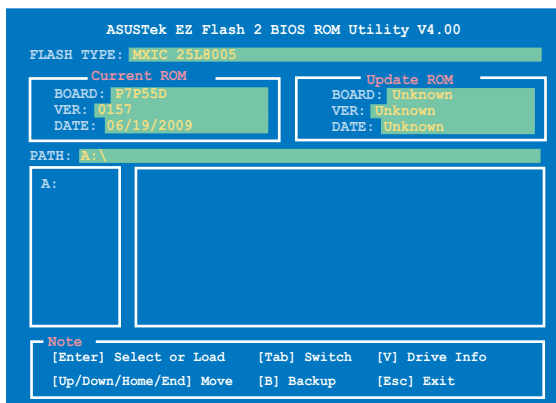 ASUSTek EZ Flash 2 BIOS ROM Utility V4.00
FLASH TYPE: MXIC 25L8005
Current ROM
BOARD: P7P55D
VER: 0157
DATE: 06/19/2009
Update ROM
BOARD: Unknown
VER: Unknown
DATE: Unknown
PATH: A:\
A:
Note
[Enter] Select or Load [Tab] Switch [V] Drive Info
[Up/Down/Home/End] Move [B] Backup [Esc] Exit